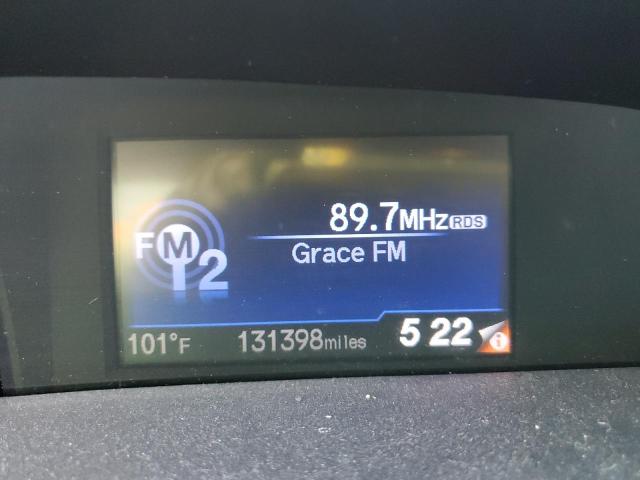 89.7MHz RDS
FM 2
Grace FM
101°F 131398miles 5 22 i